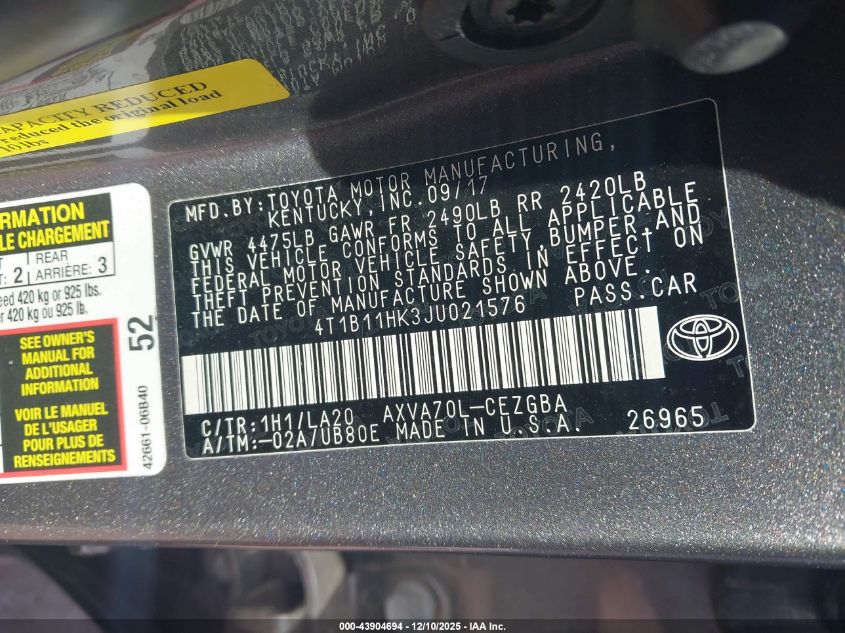 CAPACITY REDUCED
reduced the original load
lbs
MFD.BY:TOYOTA MOTOR MANUFACTURING,
KENTUCKY, INC. 09/17
GVWR 4475LB GAWR FR 2490LB RR 2420LB
THIS VEHICLE CONFORMS TO ALL APPLICABLE
FEDERAL MOTOR VEHICLE SAFETY,BUMPER,AND
THEFT PREVENTION STANDARDS IN EFFECT ON
THE DATE OF MANUFACTURE SHOWN ABOVE.
4T1B11HK3JU021576 PASS.CAR
C/TR:1H1/LA20 AXVA70L-CEZGBA
A/TM:-02A/UB80E MADE IN U.S.A. 26965
TOYOTA
RMATION
LE CHARGEMENT
2 REAR
ARRIÈRE: 3
eed 420 kg or 925 lbs.
r 420 kg ou 925 lb.
SEE OWNER'S
MANUAL FOR
ADDITIONAL
INFORMATION
VOIR LE MANUEL
DE L'USAGER
POUR PLUS DE
RENSEIGNEMENTS
52
42661-06B40
000-43904694 - 12/10/2025 - IAA Inc.